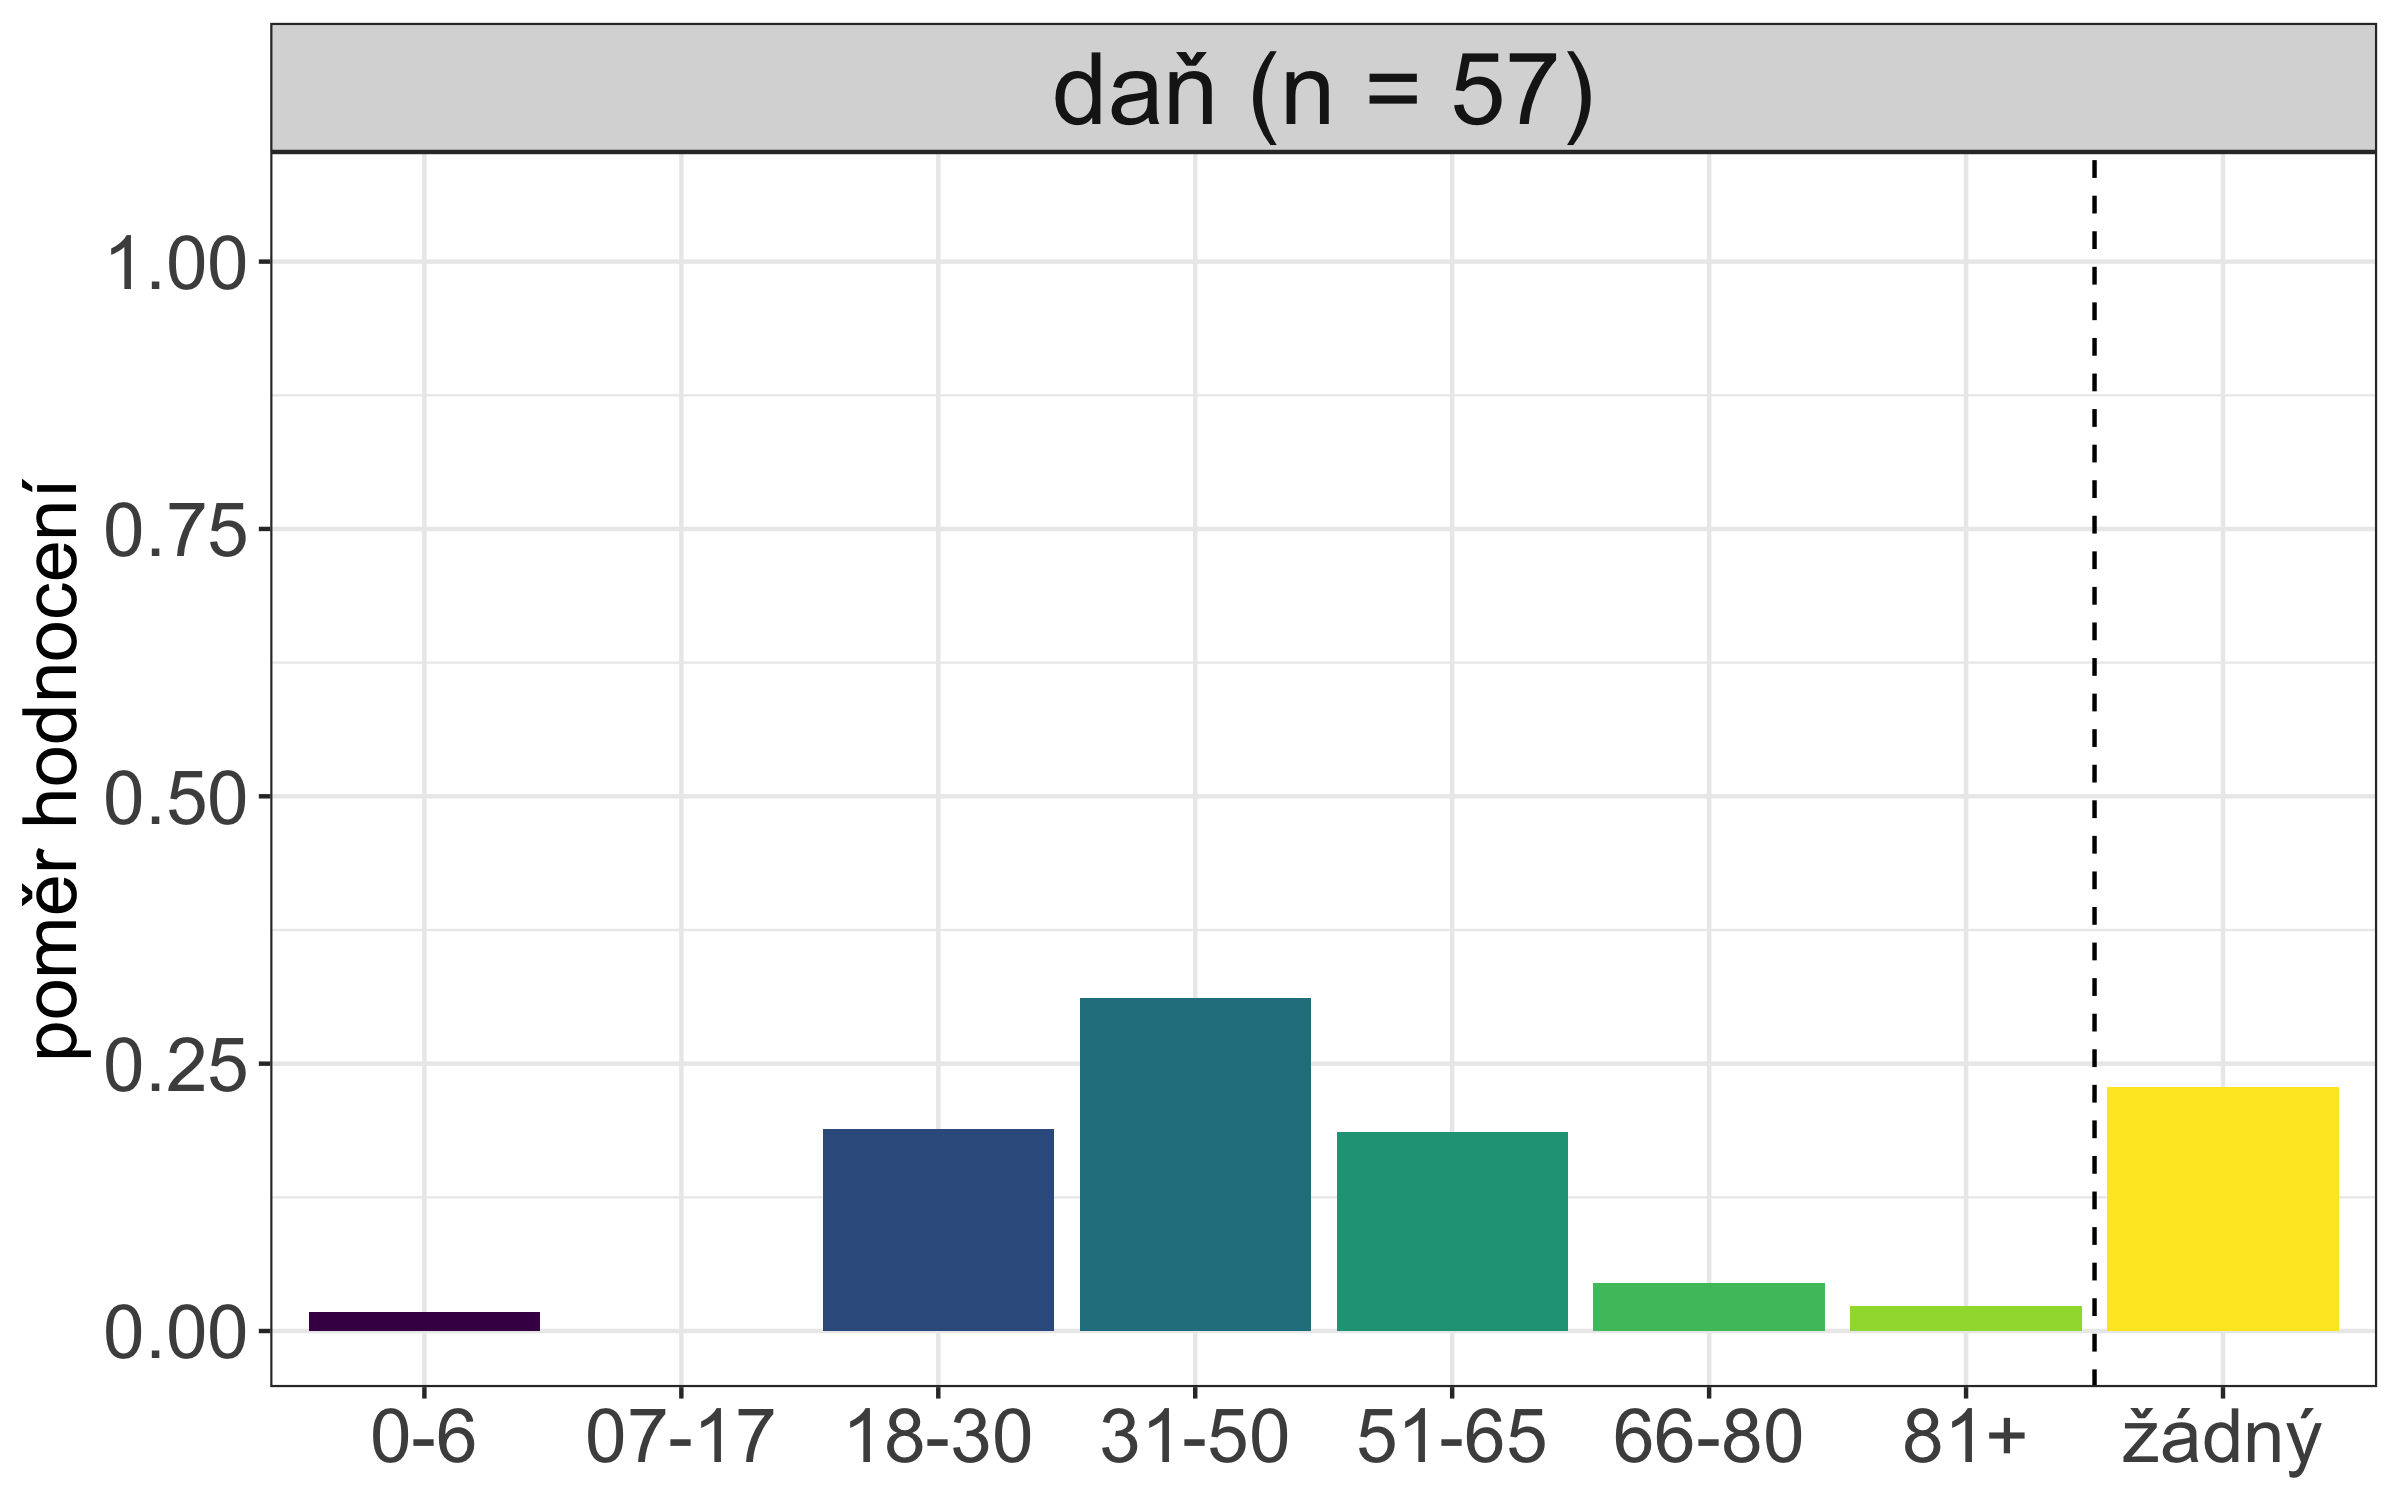 daň (n = 57)
poměr hodnocení
1.00
0.75
0.50
0.25
0.00
0-6 07-17 18-30 31-50 51-65 66-80 81+ žádný